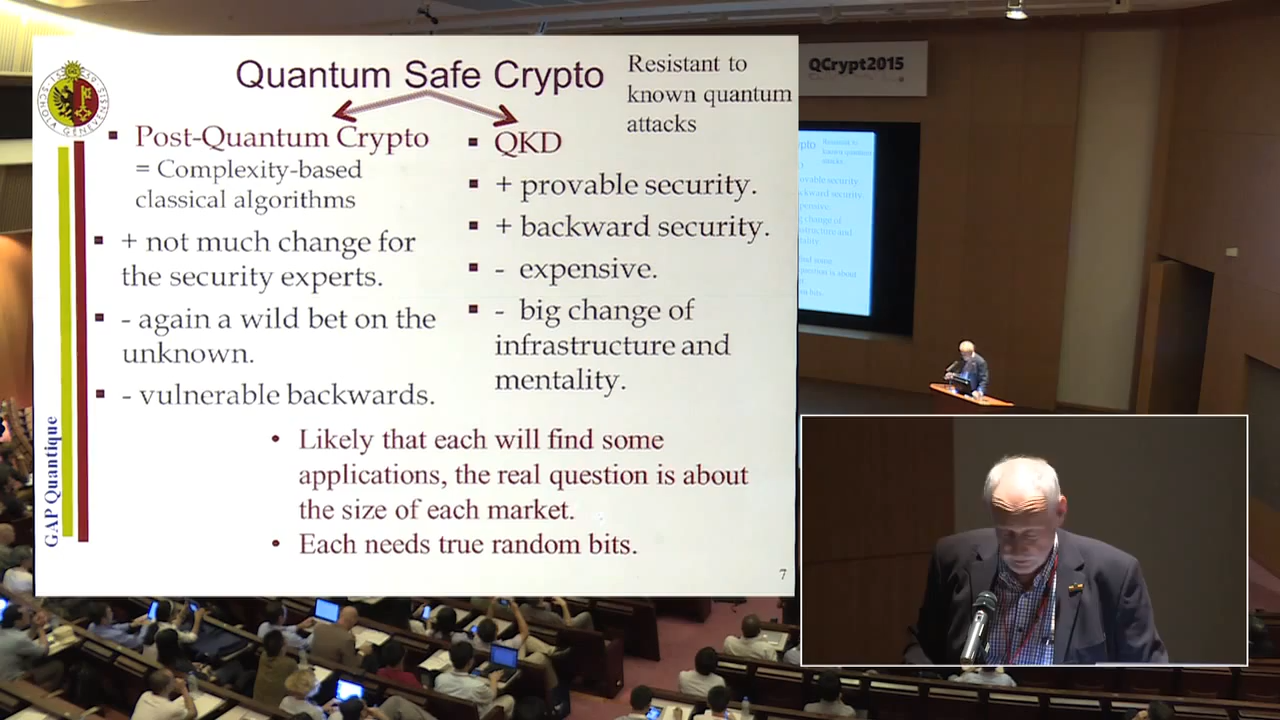 Quantum Safe Crypto
Resistant to
known quantum
attacks
SCHOLA GENEVENSIS
▪ Post-Quantum Crypto
= Complexity-based
classical algorithms
▪ + not much change for
the security experts.
▪ - again a wild bet on the
unknown.
▪ - vulnerable backwards.
▪ QKD
▪ + provable security.
▪ + backward security.
▪ - expensive.
▪ - big change of
infrastructure and
mentality.
• Likely that each will find some
applications, the real question is about
the size of each market.
• Each needs true random bits.
GAP Quantique
7
QCrypt2015